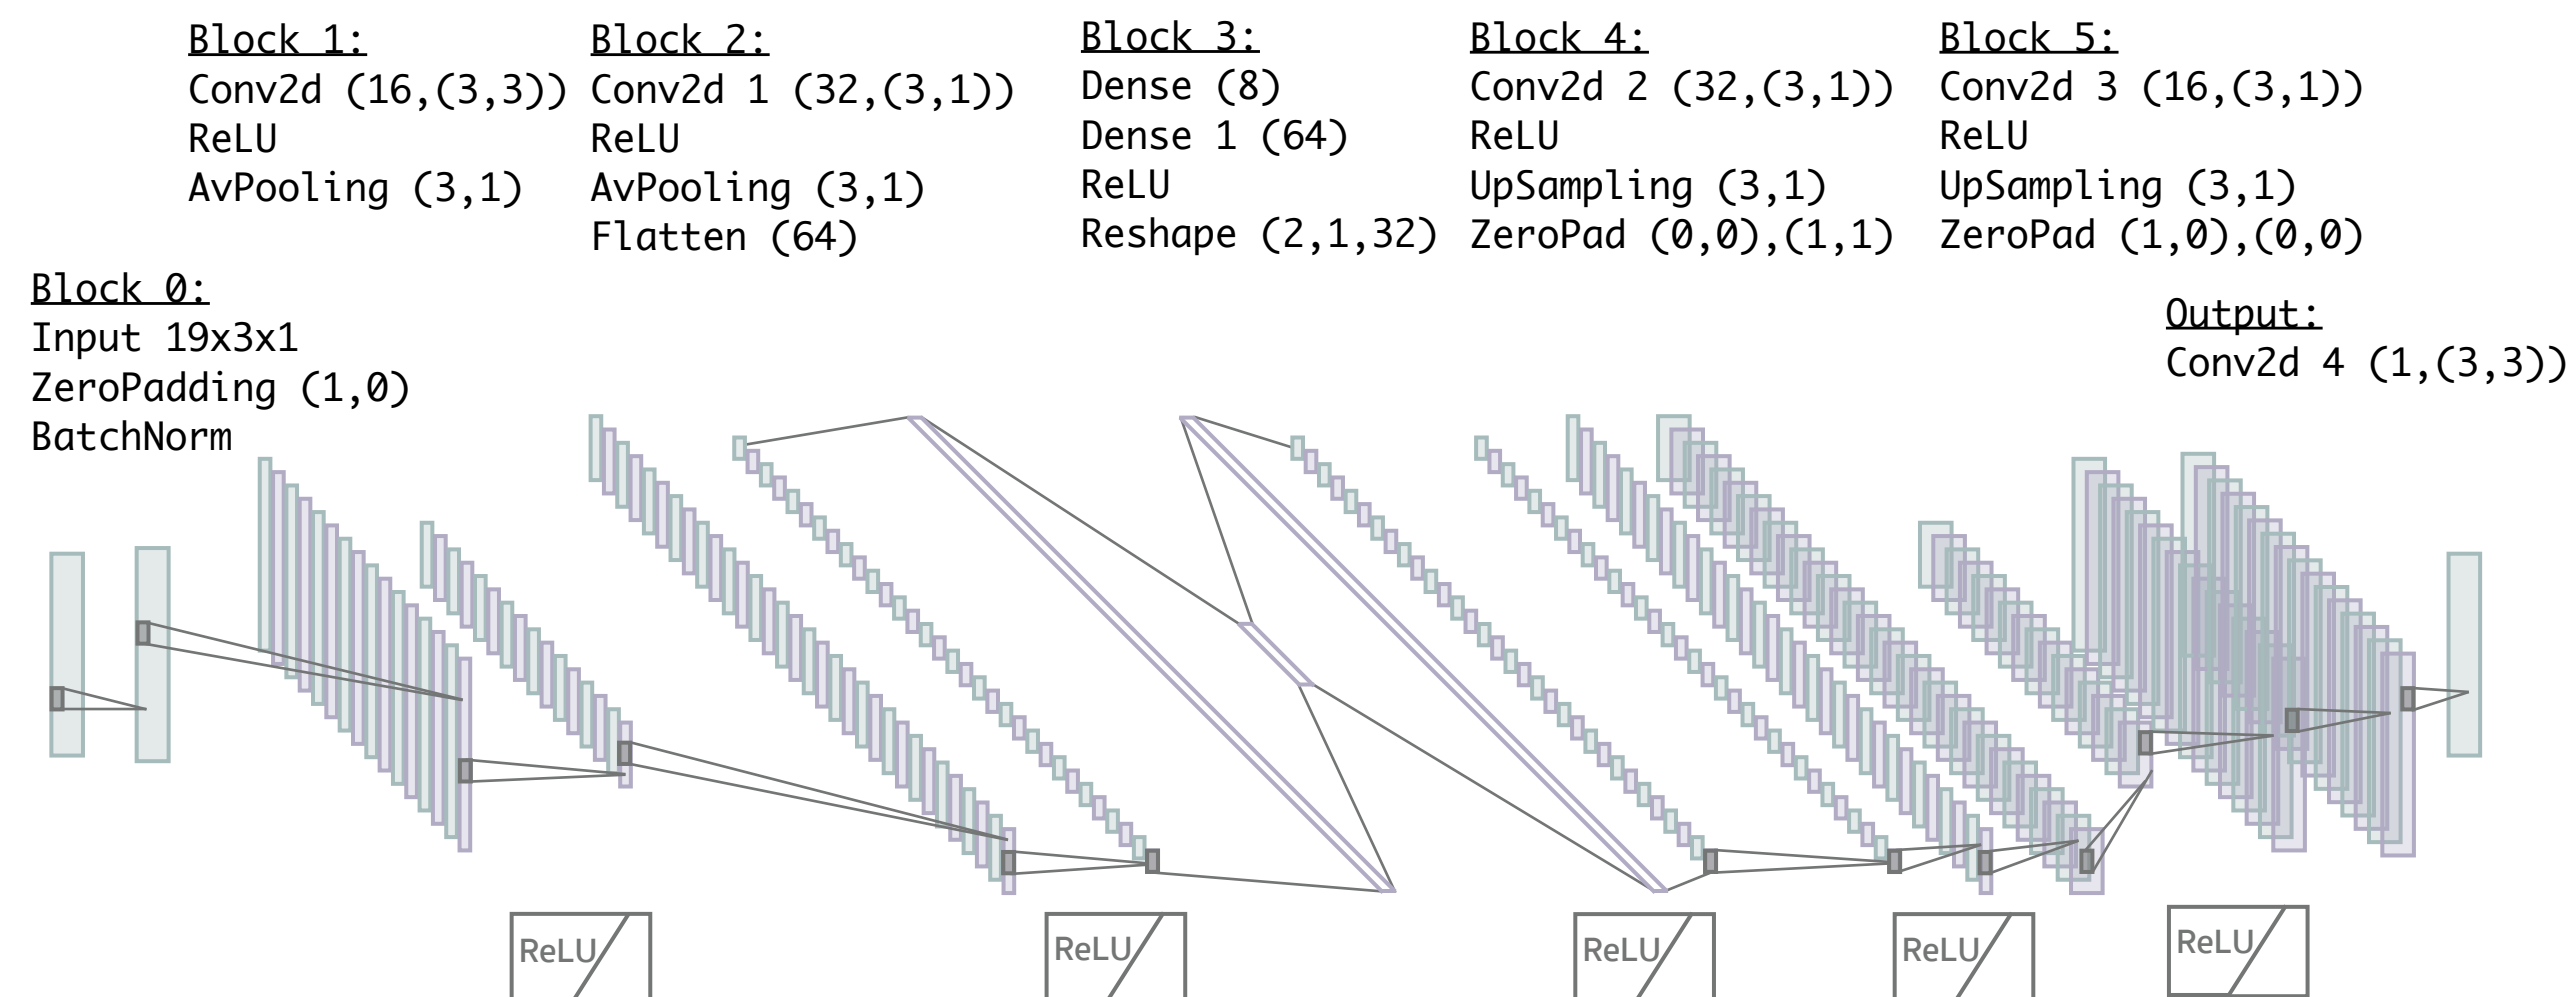 Block 1:
Conv2d (16,(3,3))
ReLU
AvPooling (3,1)
Block 2:
Conv2d 1 (32,(3,1))
ReLU
AvPooling (3,1)
Flatten (64)
Block 3:
Dense (8)
Dense 1 (64)
ReLU
Reshape (2,1,32)
Block 4:
Conv2d 2 (32,(3,1))
ReLU
UpSampling (3,1)
ZeroPad (0,0),(1,1)
Block 5:
Conv2d 3 (16,(3,1))
ReLU
UpSampling (3,1)
ZeroPad (1,0),(0,0)
Block 0:
Input 19x3x1
ZeroPadding (1,0)
BatchNorm
Output:
Conv2d 4 (1,(3,3))
ReLU
ReLU
ReLU
ReLU
ReLU